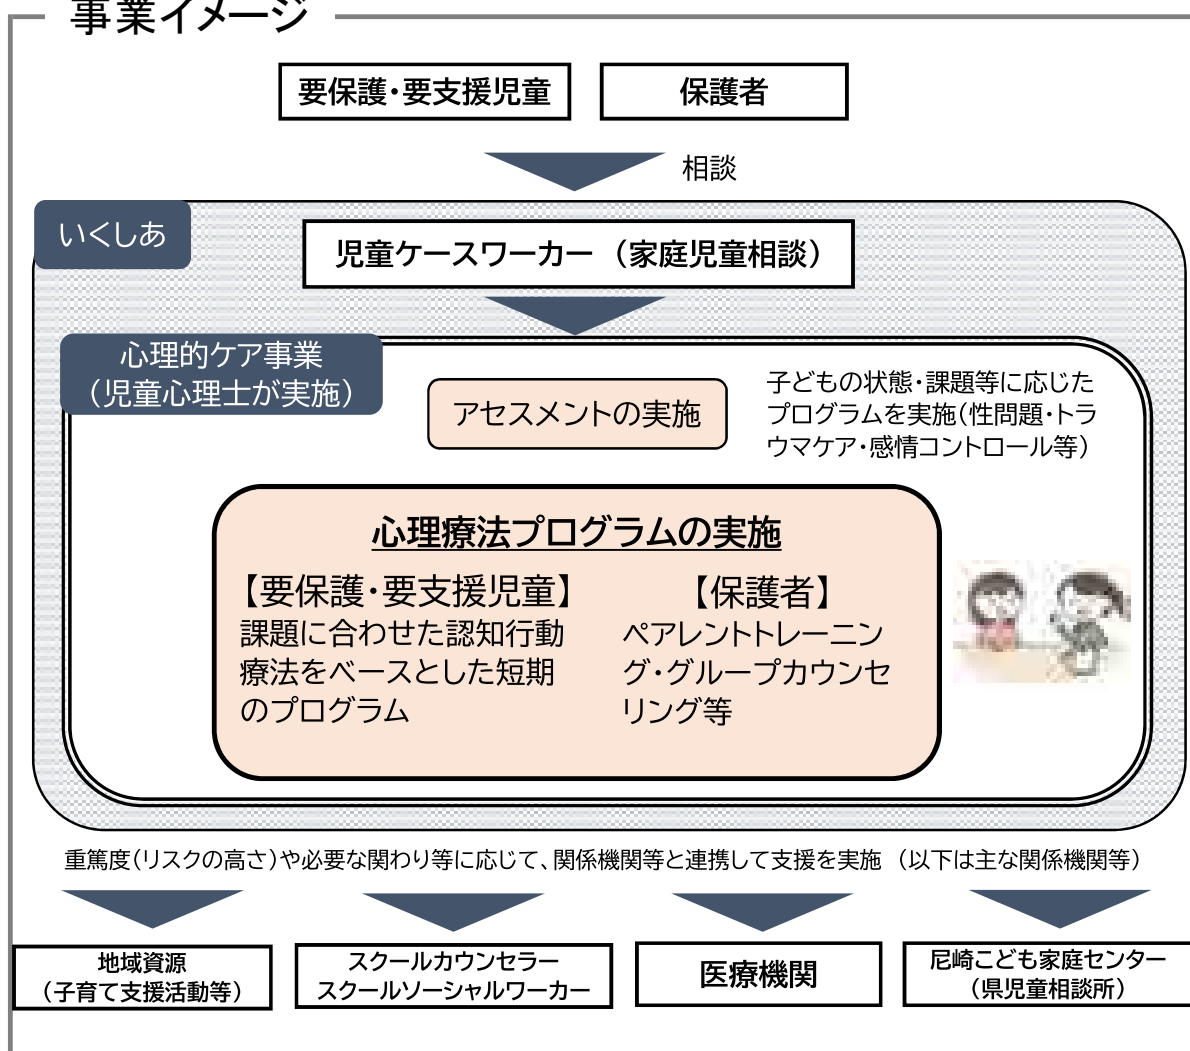 事業イメージ
要保護・要支援児童
保護者
相談
いくしあ
児童ケースワーカー（家庭児童相談）
心理的ケア事業
（児童心理士が実施）
アセスメントの実施
子どもの状態・課題等に応じた
プログラムを実施（性問題・トラ
ウマケア・感情コントロール等）
心理療法プログラムの実施
【要保護・要支援児童】
課題に合わせた認知行動
療法をベースとした短期
のプログラム
【保護者】
ペアレントトレーニン
グ・グループカウンセ
リング等
重篤度（リスクの高さ）や必要な関わり等に応じて、関係機関等と連携して支援を実施（以下は主な関係機関等）
地域資源
（子育て支援活動等）
スクールカウンセラー
スクールソーシャルワーカー
医療機関
尼崎こども家庭センター
（県児童相談所）